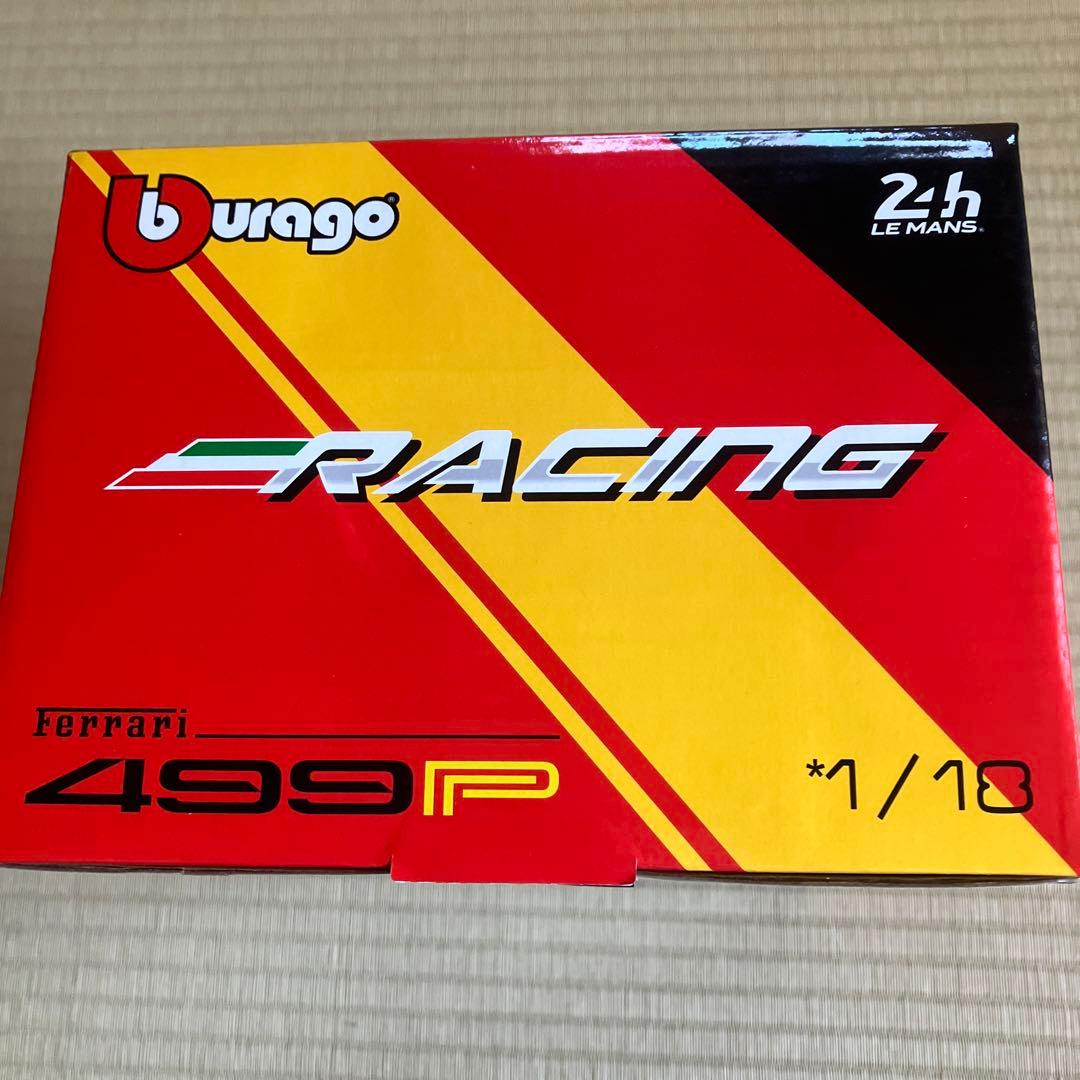 burago®
24h
LE MANS
RACING
Ferrari
499P
*1/18